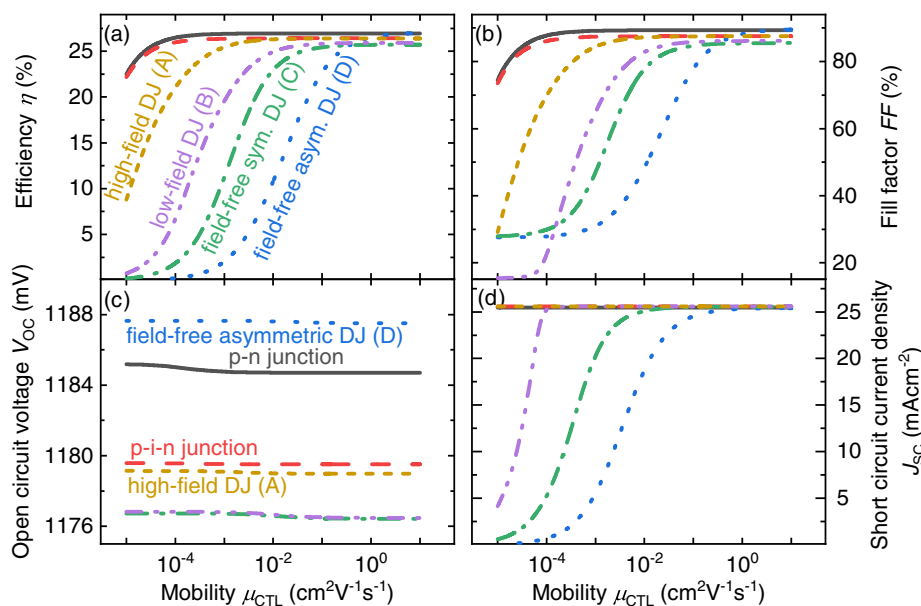 (a)
Efficiency η (%)
25
20
15
10
5
high-field DJ (A)
low-field DJ (B)
field-free sym. DJ (C)
field-free asym. DJ (D)
(b)
Fill factor FF (%)
80
60
40
20
(c)
Open circuit voltage VOC (mV)
1188
1184
1180
1176
field-free asymmetric DJ (D)
p-n junction
p-i-n junction
high-field DJ (A)
10-4 10-2 100
Mobility μCTL (cm2V-1s-1)
(d)
Short circuit current density
JSC (mAcm-2)
25
20
15
10
5
10-4 10-2 100
Mobility μCTL (cm2V-1s-1)